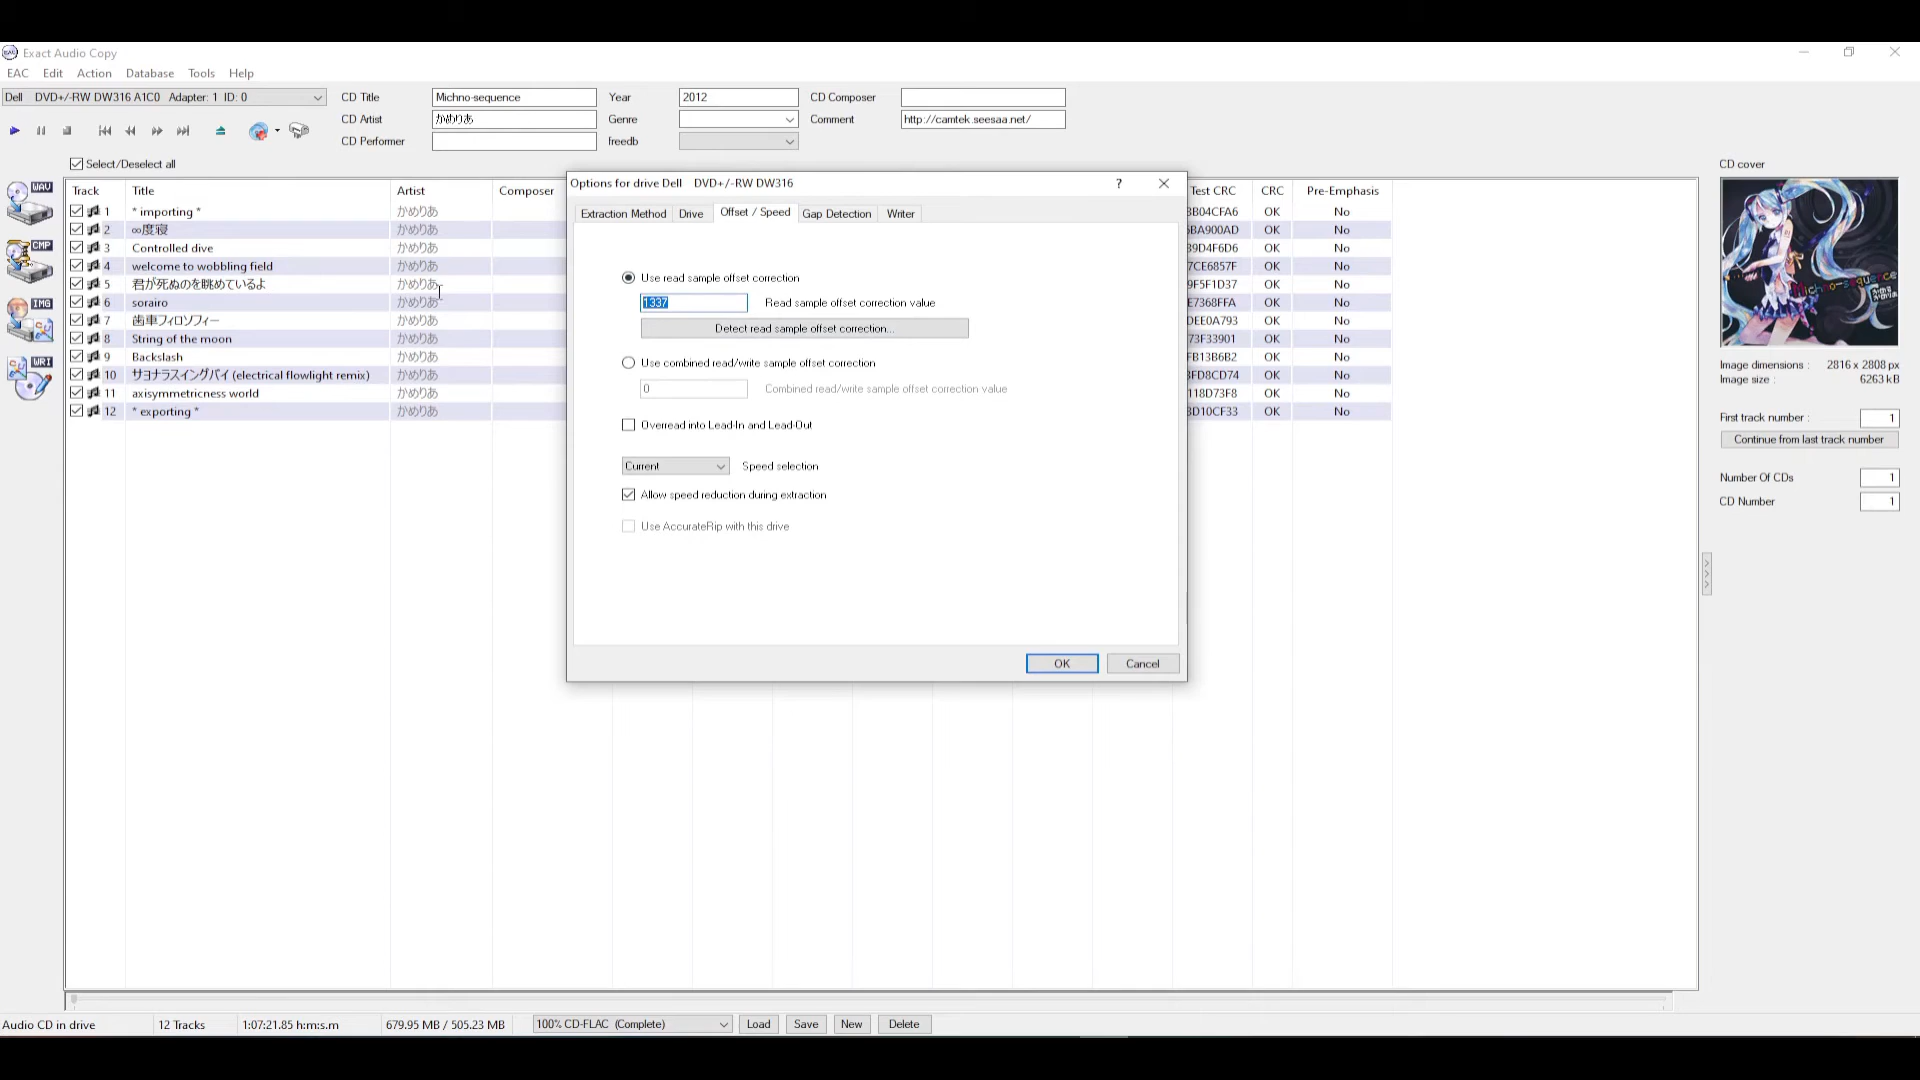 Exact Audio Copy
EAC Edit Action Database Tools Help
Dell DVD+/-RW DW316 A1C0 Adapter: 1 ID: 0
CD Title Michno-sequence Year 2012 CD Composer
CD Artist かめりあ Genre Comment http://camtek.seesaa.net/
CD Performer freedb
Select/Deselect all
CD cover
WAV
CMP
IMG
WRI
Track Title Artist Composer Test CRC CRC Pre-Emphasis
1 * importing * かめりあ 3B04CFA6 OK No
2 ∞度寝 かめりあ 5BA900AD OK No
3 Controlled dive かめりあ 39D4F6D6 OK No
4 welcome to wobbling field かめりあ 7CE6857F OK No
5 君が死ぬのを眺めているよ かめりあ 9F5F1D37 OK No
6 sorairo かめりあ E7368FFA OK No
7 歯車フィロソフィー かめりあ DEE0A793 OK No
8 String of the moon かめりあ 73F33901 OK No
9 Backslash かめりあ FB13B6B2 OK No
10 サヨナラスイングバイ (electrical flowlight remix) かめりあ 3FD8CD74 OK No
11 axisymmetricness world かめりあ 118D73F8 OK No
12 * exporting * かめりあ 3D10CF33 OK No
Options for drive Dell DVD+/-RW DW316
Extraction Method Drive Offset / Speed Gap Detection Writer
Use read sample offset correction
1337 Read sample offset correction value
Detect read sample offset correction...
Use combined read/write sample offset correction
0 Combined read/write sample offset correction value
Overread into Lead-In and Lead-Out
Current Speed selection
Allow speed reduction during extraction
Use AccurateRip with this drive
OK Cancel
Michno-sequence
Image dimensions : 2816 x 2808 px
Image size : 6263 kB
First track number : 1
Continue from last track number
Number Of CDs 1
CD Number 1
Audio CD in drive 12 Tracks 1:07:21.85 h:m:s.m 679.95 MB / 505.23 MB 100% CD-FLAC (Complete) Load Save New Delete